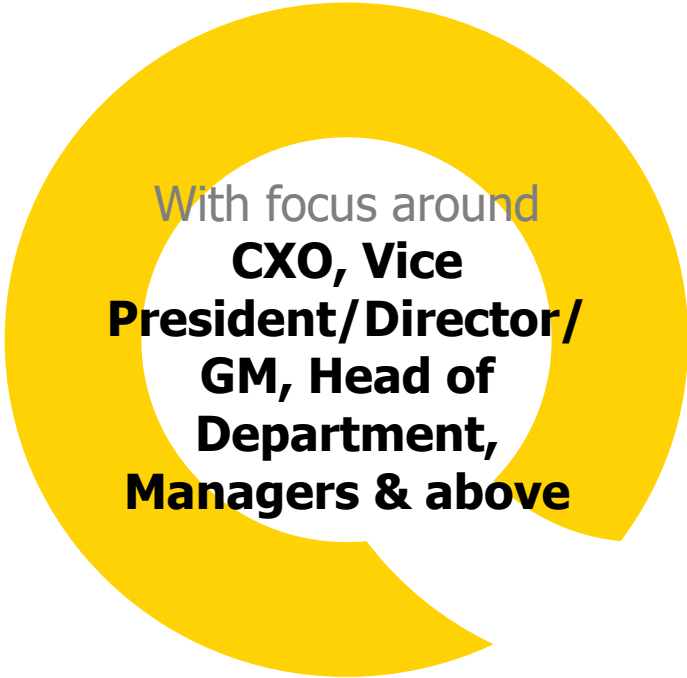 With focus around
CXO, Vice
President/Director/
GM, Head of
Department,
Managers & above